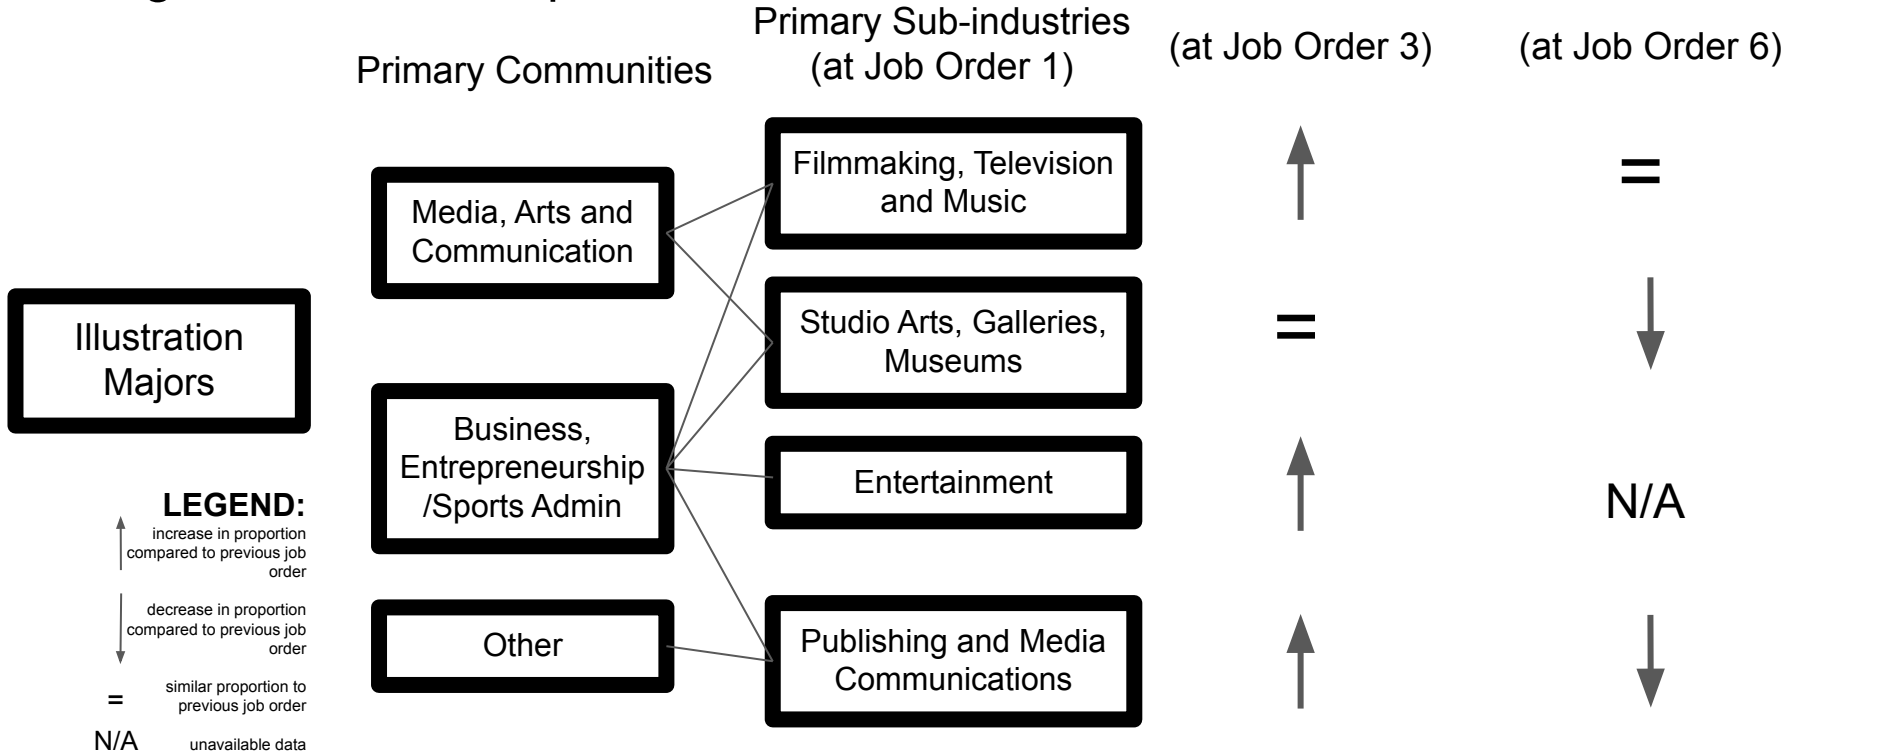 Primary Communities
Primary Sub-industries
(at Job Order 1)
(at Job Order 3)
(at Job Order 6)
Illustration
Majors
Media, Arts and
Communication
Business,
Entrepreneurship
/Sports Admin
Other
Filmmaking, Television
and Music
=
Studio Arts, Galleries,
Museums
=
Entertainment
N/A
Publishing and Media
Communications
LEGEND:
increase in proportion
compared to previous job
order
decrease in proportion
compared to previous job
order
= similar proportion to
previous job order
N/A unavailable data